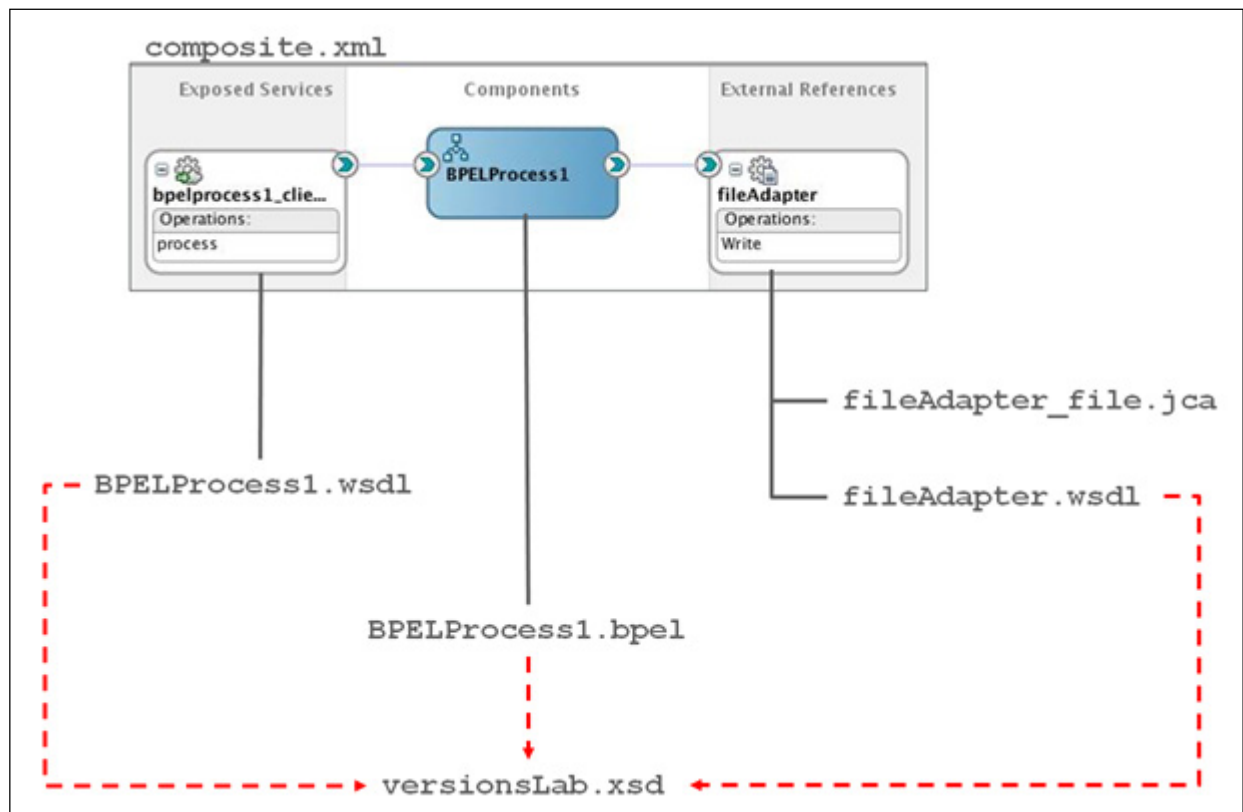 composite.xml
Exposed Services
Components
External References
bpelprocess1_clie...
Operations:
process
BPELProcess1
fileAdapter
Operations:
Write
fileAdapter_file.jca
BPELProcess1.wsdl
fileAdapter.wsdl
BPELProcess1.bpel
versionsLab.xsd